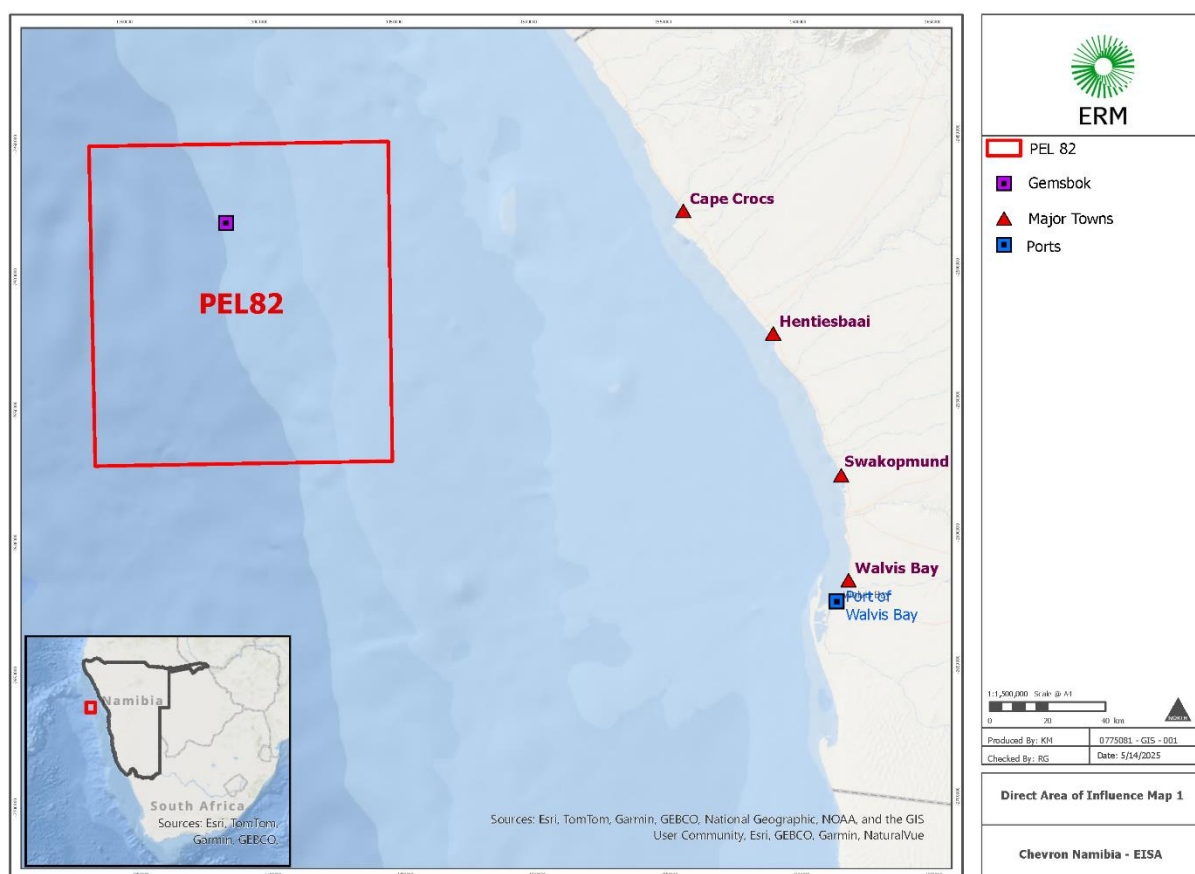 Cape Crocs
PEL82
Hentiesbaai
Swakopmund
Walvis Bay
Port of
Walvis Bay
Namibia
South Africa
Sources: Esri, TomTom,
Garmin, GEBCO,
Sources: Esri, TomTom, Garmin, GEBCO, National Geographic, NOAA, and the GIS
User Community, Esri, GEBCO, Garmin, NaturalVue
ERM
PEL 82
Gemsbok
Major Towns
Ports
1:1,500,000 Scale @ A4
0 20 40 km
NORTH
Produced By: KM
0775081 - GIS - 001
Checked By: RG
Date: 5/14/2025
Direct Area of Influence Map 1
Chevron Namibia - EISA